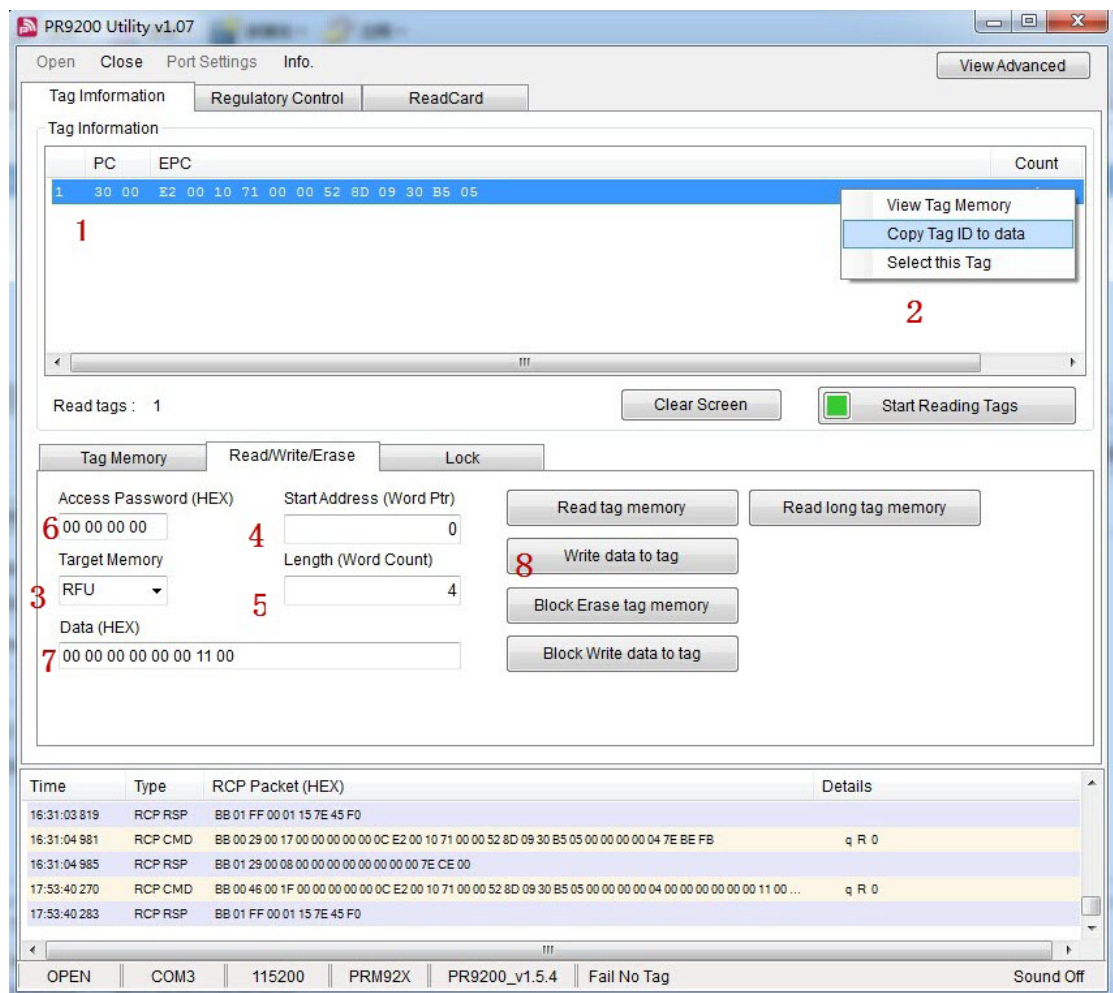 PR9200 Utility v1.07
Open Close Port Settings Info. View Advanced
Tag Imformation Regulatory Control ReadCard
Tag Information
PC EPC Count
1 30 00 E2 00 10 71 00 00 52 8D 09 30 B5 05
View Tag Memory
1
Copy Tag ID to data
Select this Tag
2
Read tags : 1 Clear Screen Start Reading Tags
Tag Memory Read/Write/Erase Lock
Access Password (HEX) Start Address (Word Ptr)
Read tag memory Read long tag memory
6 00 00 00 00 4 0
Target Memory Length (Word Count) 8 Write data to tag
3 RFU 5 4
Block Erase tag memory
Data (HEX)
7 00 00 00 00 00 00 11 00 Block Write data to tag
Time Type RCP Packet (HEX) Details
16:31:03 819 RCP RSP BB 01 FF 00 01 15 7E 45 F0
16:31:04 981 RCP CMD BB 00 29 00 17 00 00 00 00 00 0C E2 00 10 71 00 00 52 8D 09 30 B5 05 00 00 00 00 04 7E BE FB q R 0
16:31:04 985 RCP RSP BB 01 29 00 08 00 00 00 00 00 00 00 00 7E CE 00
17:53:40 270 RCP CMD BB 00 46 00 1F 00 00 00 00 00 0C E2 00 10 71 00 00 52 8D 09 30 B5 05 00 00 00 00 04 00 00 00 00 00 00 11 00 ... q R 0
17:53:40 283 RCP RSP BB 01 FF 00 01 15 7E 45 F0
OPEN COM3 115200 PRM92X PR9200_v1.5.4 Fail No Tag Sound Off